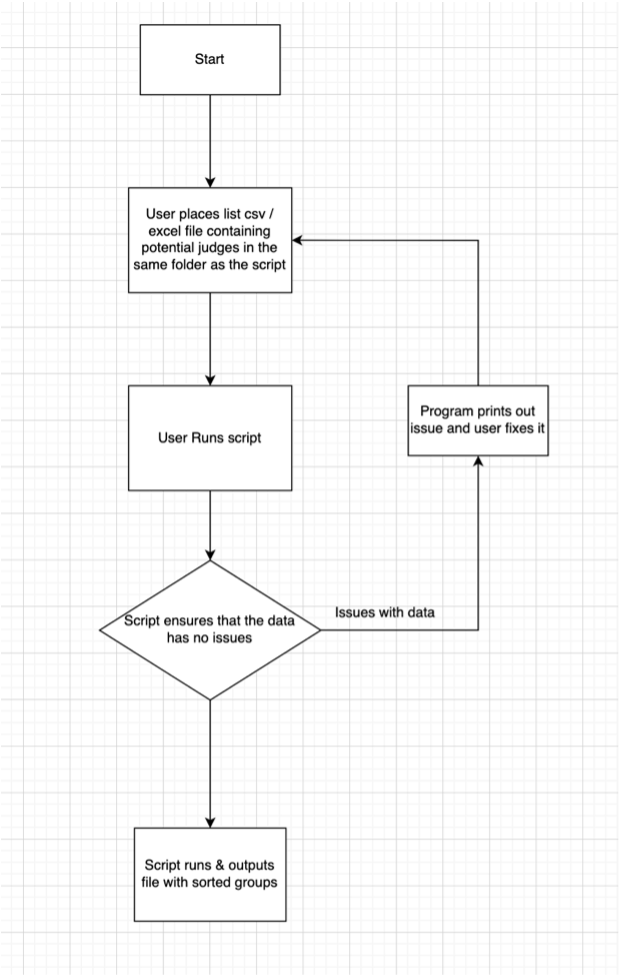 Start
User places list csv /
excel file containing
potential judges in the
same folder as the script
User Runs script
Program prints out
issue and user fixes it
Script ensures that the data
has no issues
Issues with data
Script runs & outputs
file with sorted groups